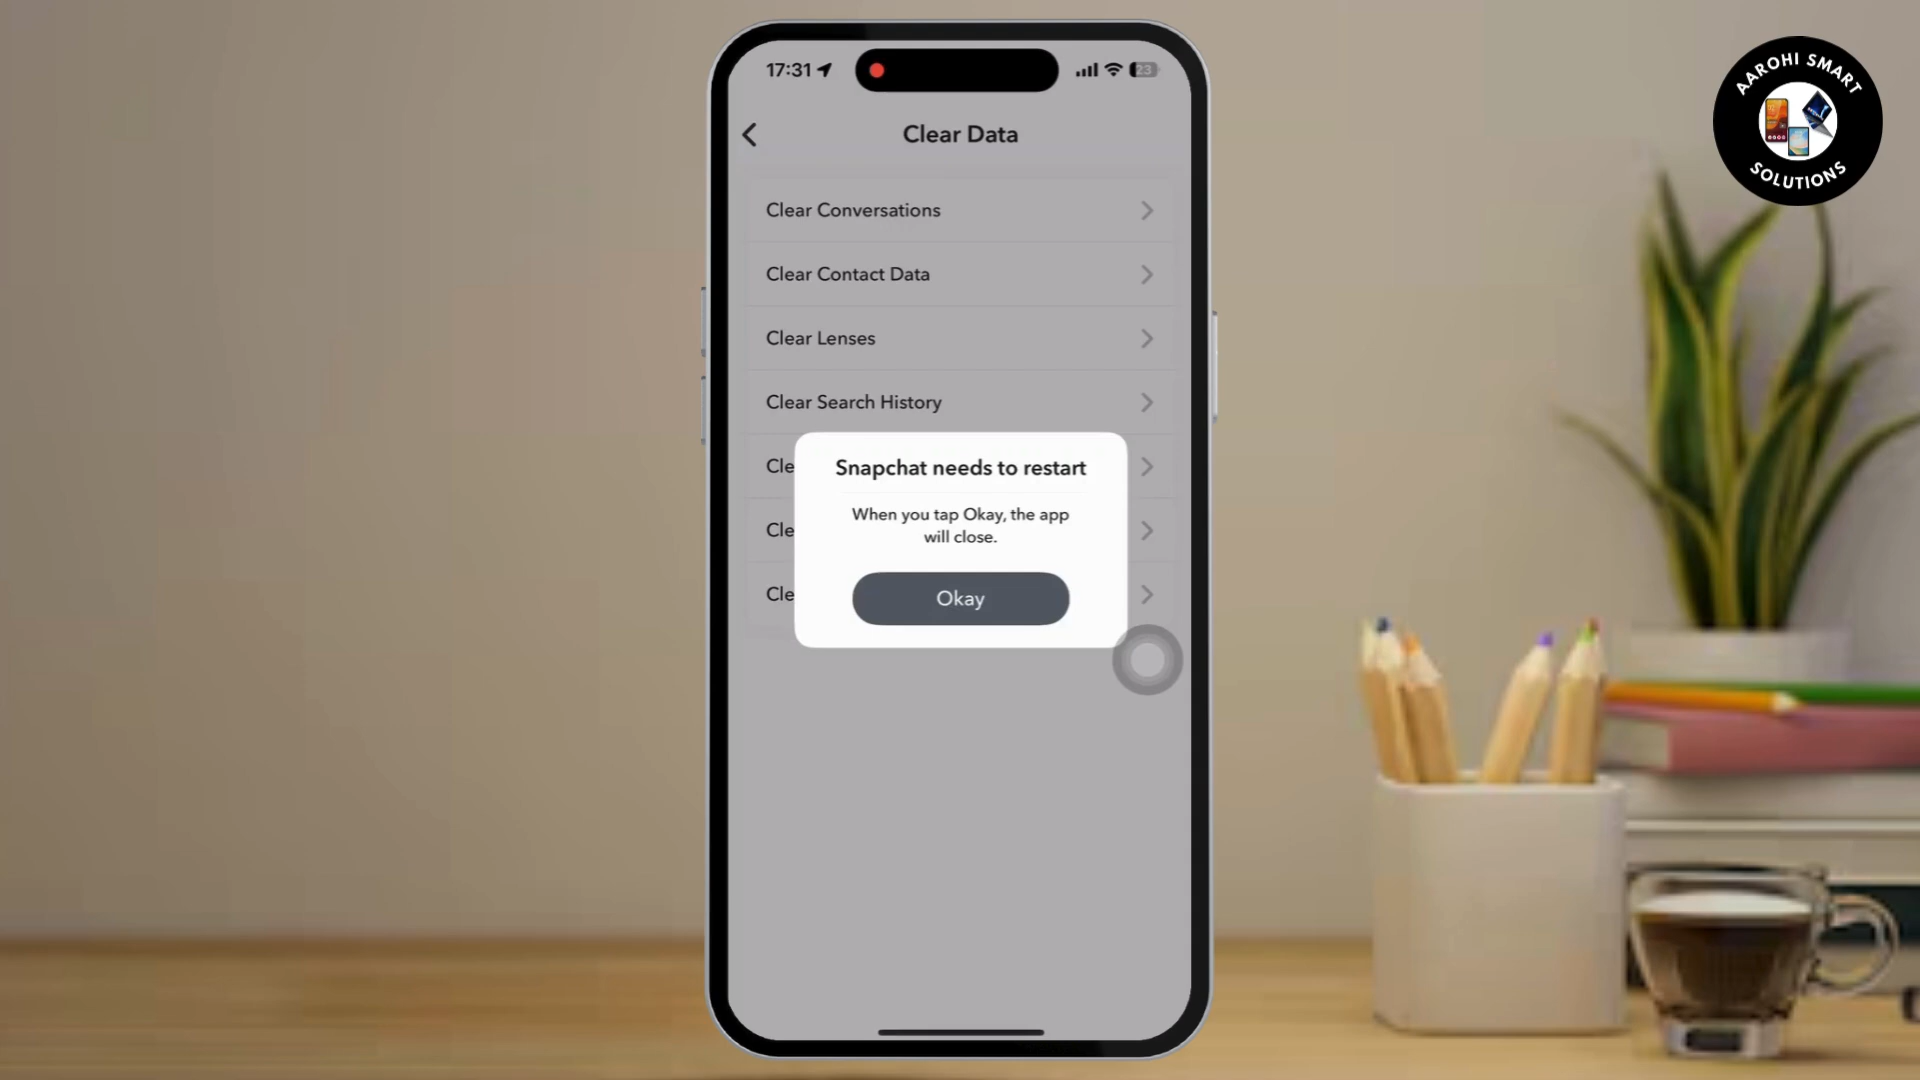 17:31
23
AAROHI SMART
SOLUTIONS
Clear Data
Clear Conversations
Clear Contact Data
Clear Lenses
Clear Search History
Cle
Snapchat needs to restart
When you tap Okay, the app
will close.
Cle
Cle
Okay